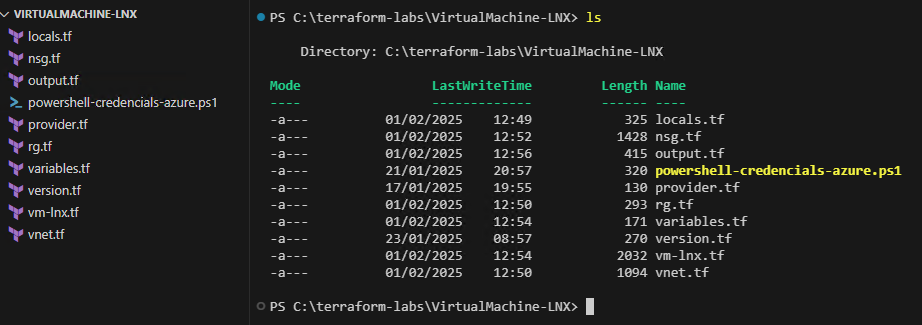 VIRTUALMACHINE-LNX
locals.tf
nsg.tf
output.tf
powershell-credencials-azure.ps1
provider.tf
rg.tf
variables.tf
version.tf
vm-lnx.tf
vnet.tf
PS C:\terraform-labs\VirtualMachine-LNX> ls
Directory: C:\terraform-labs\VirtualMachine-LNX
Mode LastWriteTime Length Name
---- ------------- ------ ----
-a--- 01/02/2025 12:49 325 locals.tf
-a--- 01/02/2025 12:52 1428 nsg.tf
-a--- 01/02/2025 12:56 415 output.tf
-a--- 21/01/2025 20:57 320 powershell-credencials-azure.ps1
-a--- 17/01/2025 19:55 130 provider.tf
-a--- 01/02/2025 12:50 293 rg.tf
-a--- 01/02/2025 12:54 171 variables.tf
-a--- 23/01/2025 08:57 270 version.tf
-a--- 01/02/2025 12:54 2032 vm-lnx.tf
-a--- 01/02/2025 12:50 1094 vnet.tf
PS C:\terraform-labs\VirtualMachine-LNX>